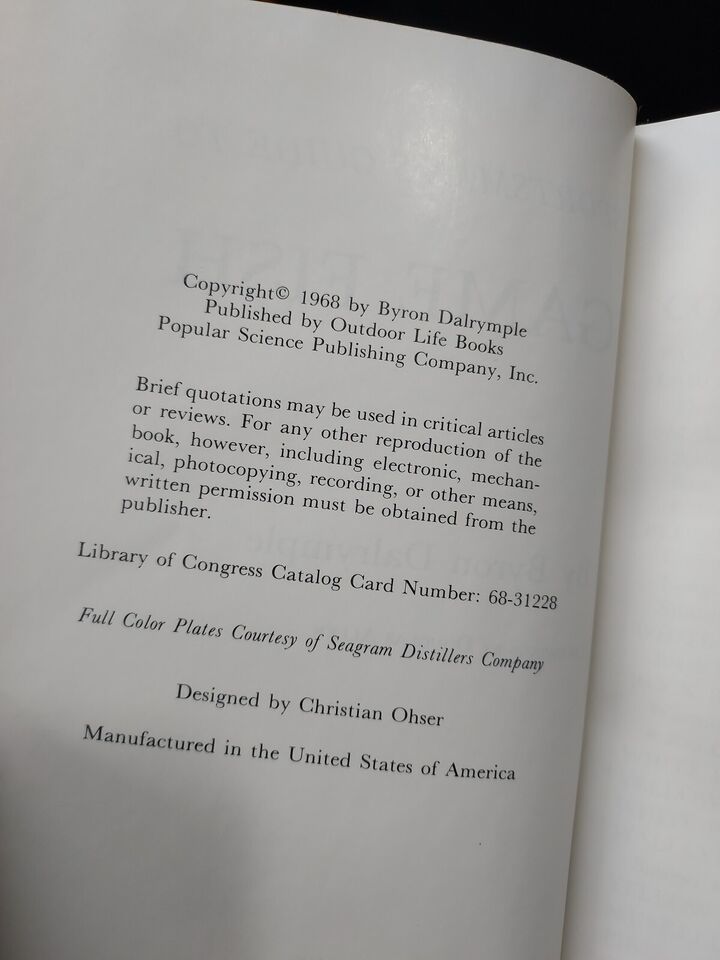 Copyright© 1968 by Byron Dalrymple
Published by Outdoor Life Books
Popular Science Publishing Company, Inc.
Brief quotations may be used in critical articles
or reviews. For any other reproduction of the
book, however, including electronic, mechan-
ical, photocopying, recording, or other means,
written permission must be obtained from the
publisher.
Library of Congress Catalog Card Number: 68-31228
Full Color Plates Courtesy of Seagram Distillers Company
Designed by Christian Ohser
Manufactured in the United States of America